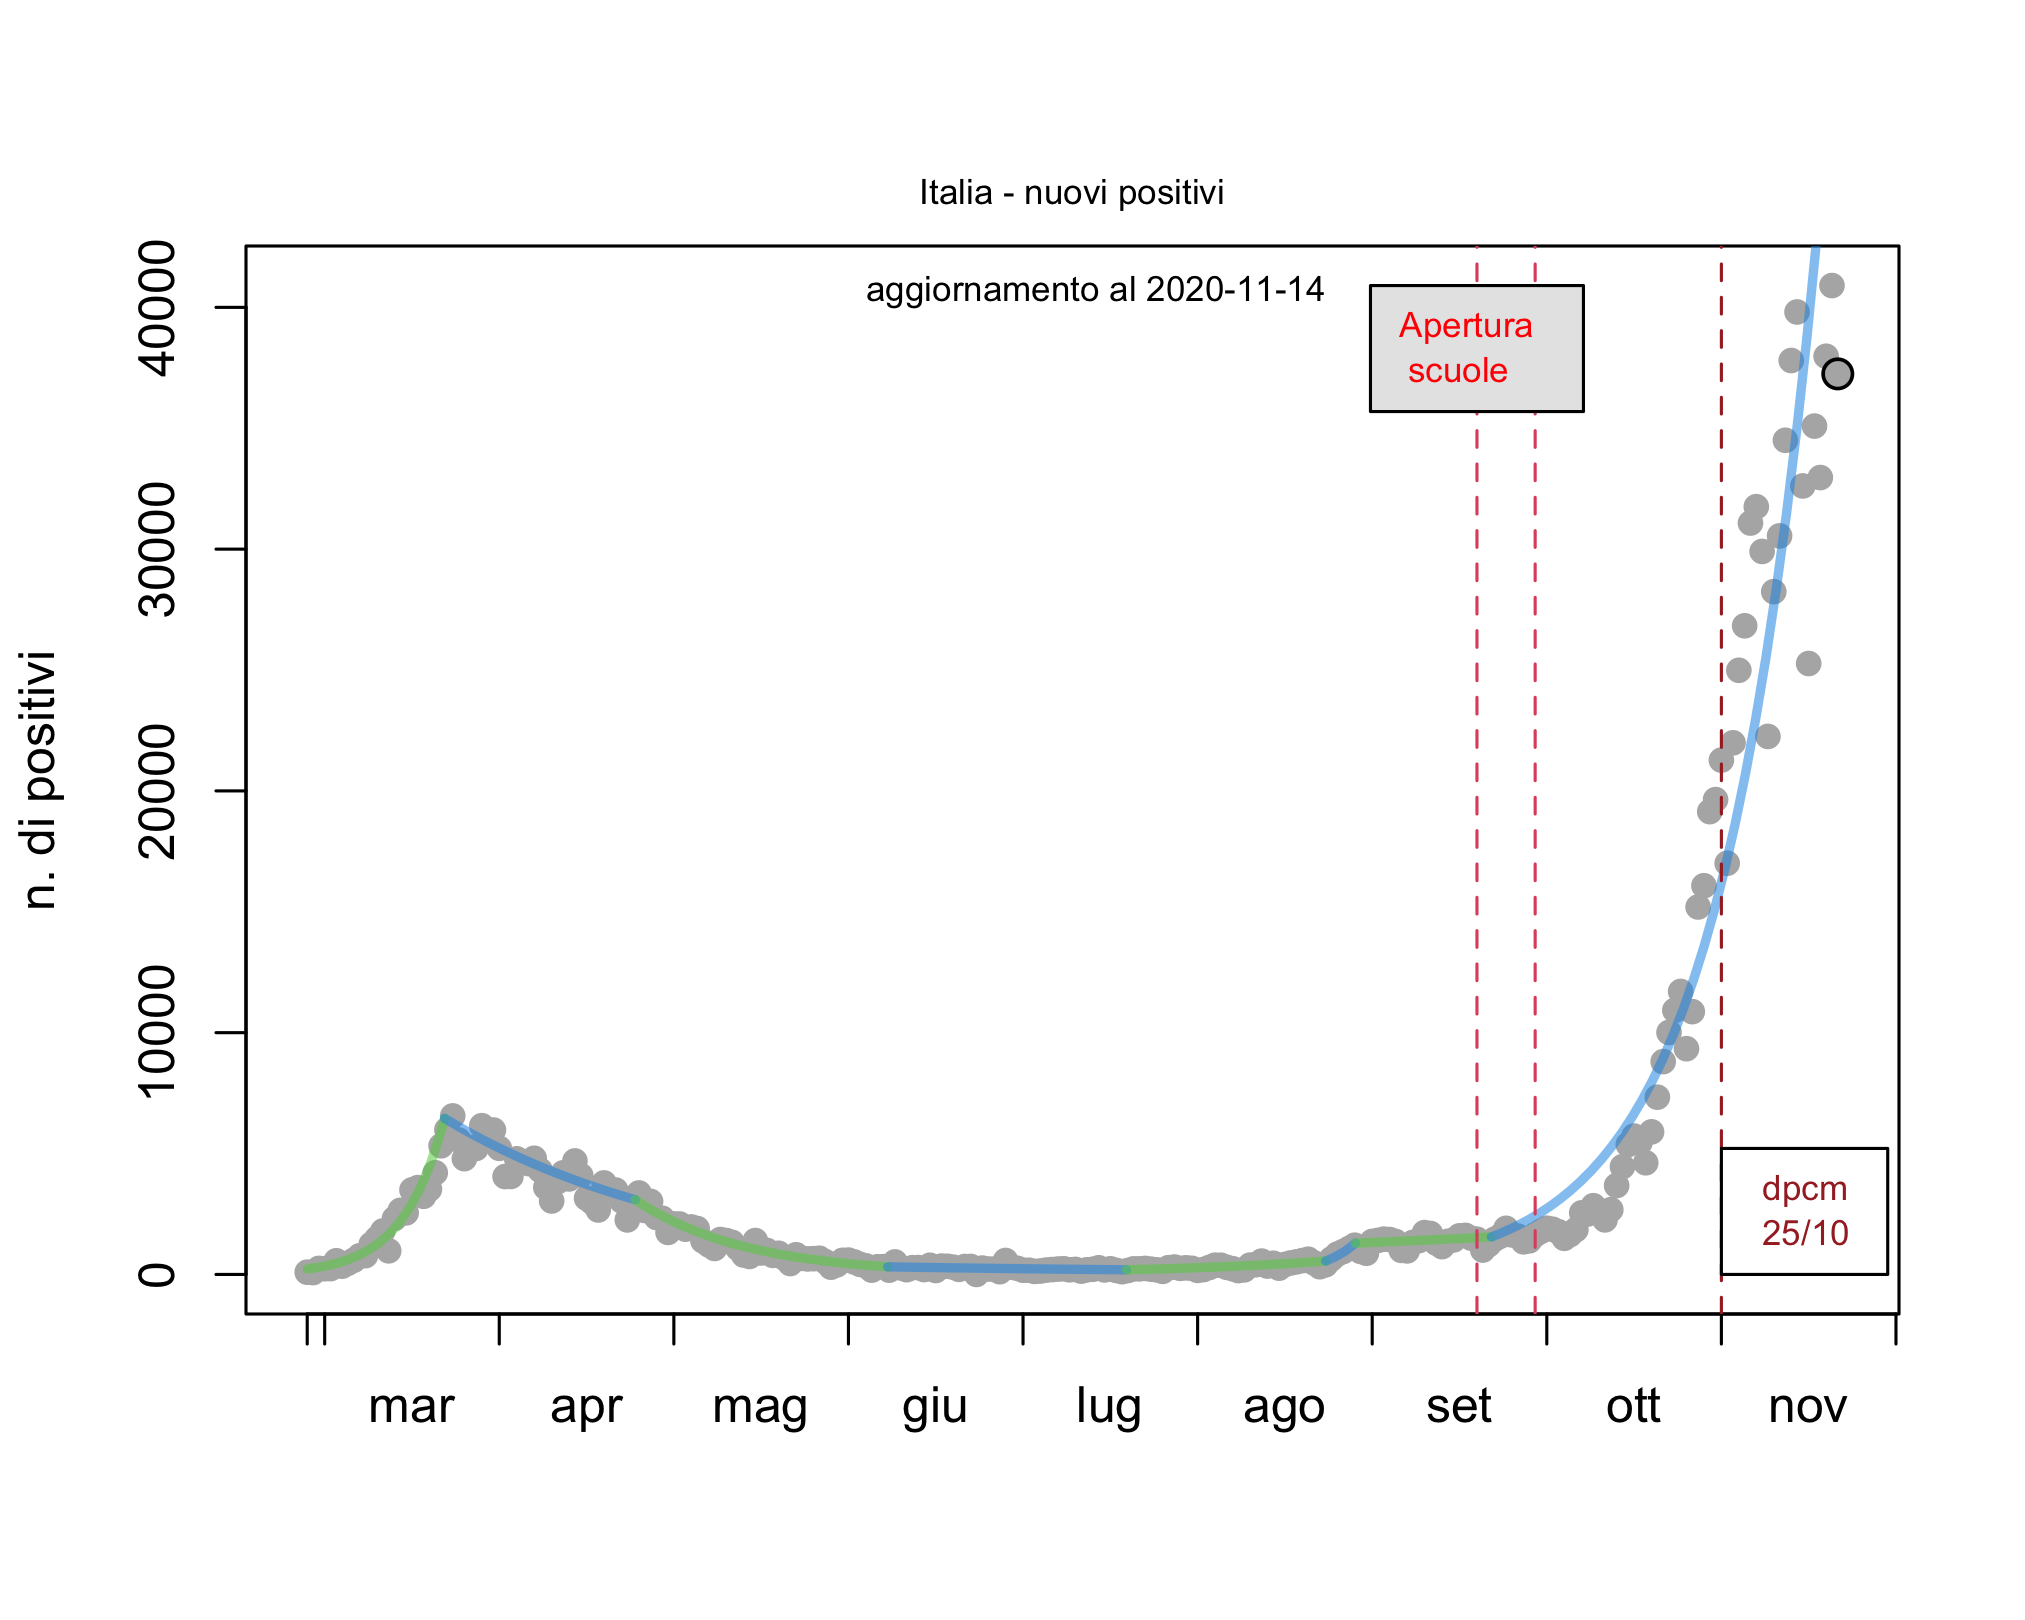 Italia - nuovi positivi
aggiornamento al 2020-11-14
Apertura
scuole
40000
30000
20000
10000
0
n. di positivi
dpcm
25/10
mar apr mag giu lug ago set ott nov